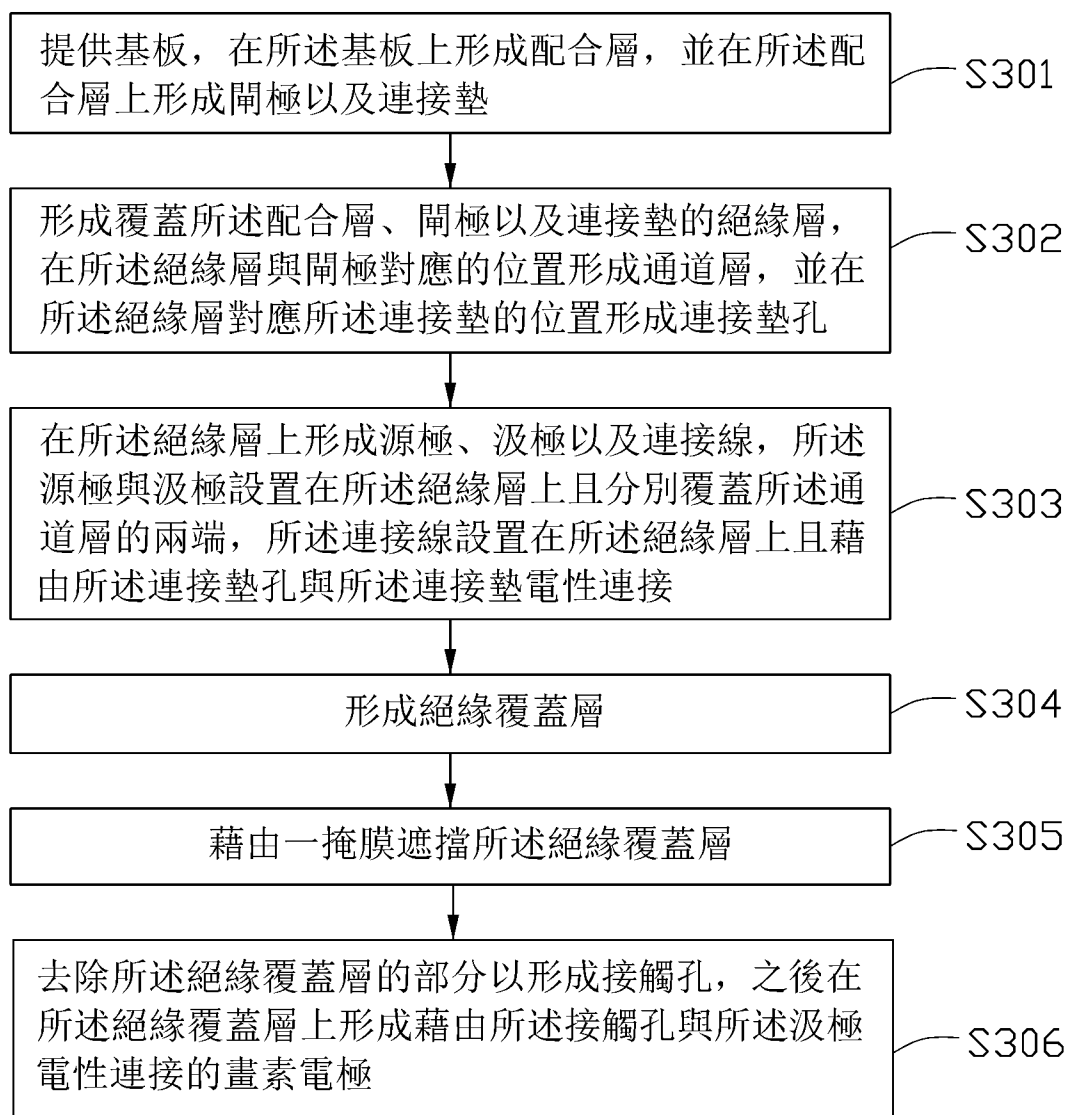 提供基板，在所述基板上形成配合層，並在所述配
合層上形成閘極以及連接墊
S301
形成覆蓋所述配合層、閘極以及連接墊的絕緣層，
在所述絕緣層與閘極對應的位置形成通道層，並在
所述絕緣層對應所述連接墊的位置形成連接墊孔
S302
在所述絕緣層上形成源極、汲極以及連接線，所述
源極與汲極設置在所述絕緣層上且分別覆蓋所述通
道層的兩端，所述連接線設置在所述絕緣層上且藉
由所述連接墊孔與所述連接墊電性連接
S303
形成絕緣覆蓋層
S304
藉由一掩膜遮擋所述絕緣覆蓋層
S305
去除所述絕緣覆蓋層的部分以形成接觸孔，之後在
所述絕緣覆蓋層上形成藉由所述接觸孔與所述汲極
電性連接的畫素電極
S306